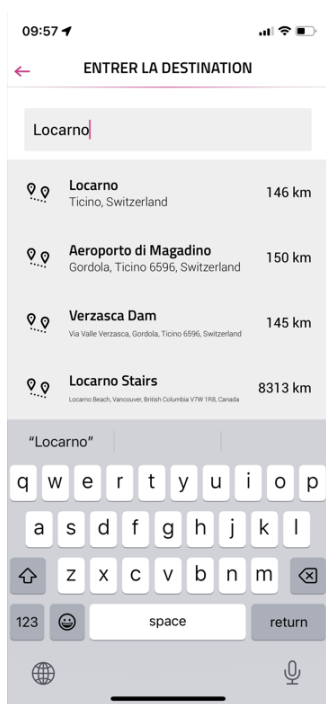 09:57
ENTRER LA DESTINATION
Locarno
Locarno
146 km
Ticino, Switzerland
Aeroporto di Magadino
150 km
Gordola, Ticino 6596, Switzerland
Verzasca Dam
145 km
Via Valle Verzasca, Gordola, Ticino 6596, Switzerland
Locarno Stairs
8313 km
Locarno Beach, Vancouver, British Columbia V7W 1R8, Canada
“Locarno”
q w e r t y u i o p
a s d f g h j k l
z x c v b n m
123 space return